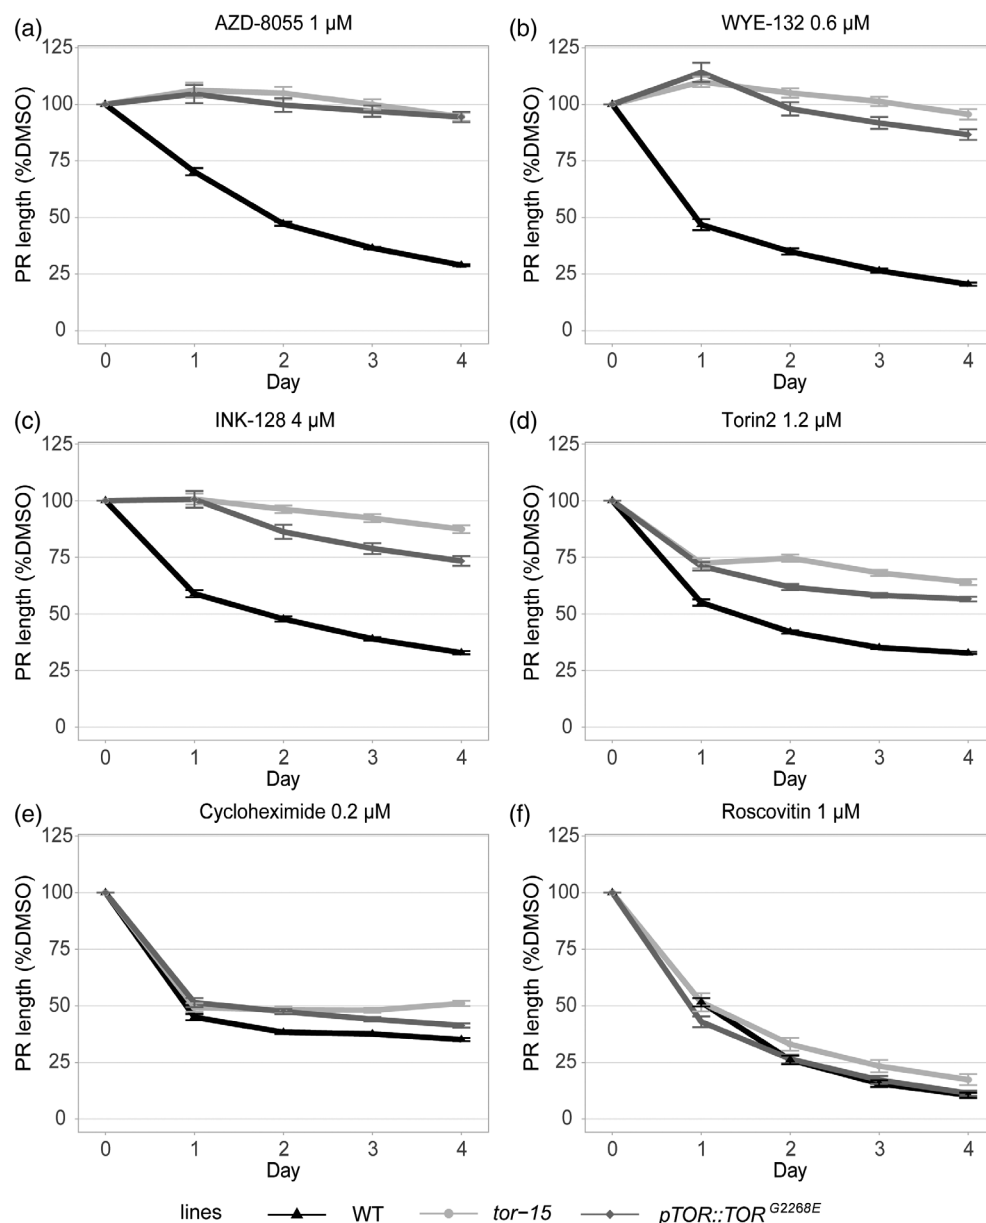 (a) AZD-8055 1 µM
PR length (%DMSO)
125
100
75
50
25
0
0 1 2 3 4
Day
(b) WYE-132 0.6 µM
PR length (%DMSO)
125
100
75
50
25
0
0 1 2 3 4
Day
(c) INK-128 4 µM
PR length (%DMSO)
125
100
75
50
25
0
0 1 2 3 4
Day
(d) Torin2 1.2 µM
PR length (%DMSO)
125
100
75
50
25
0
0 1 2 3 4
Day
(e) Cycloheximide 0.2 µM
PR length (%DMSO)
125
100
75
50
25
0
0 1 2 3 4
Day
(f) Roscovitin 1 µM
PR length (%DMSO)
125
100
75
50
25
0
0 1 2 3 4
Day
lines WT tor−15 pTOR::TOR G2268E